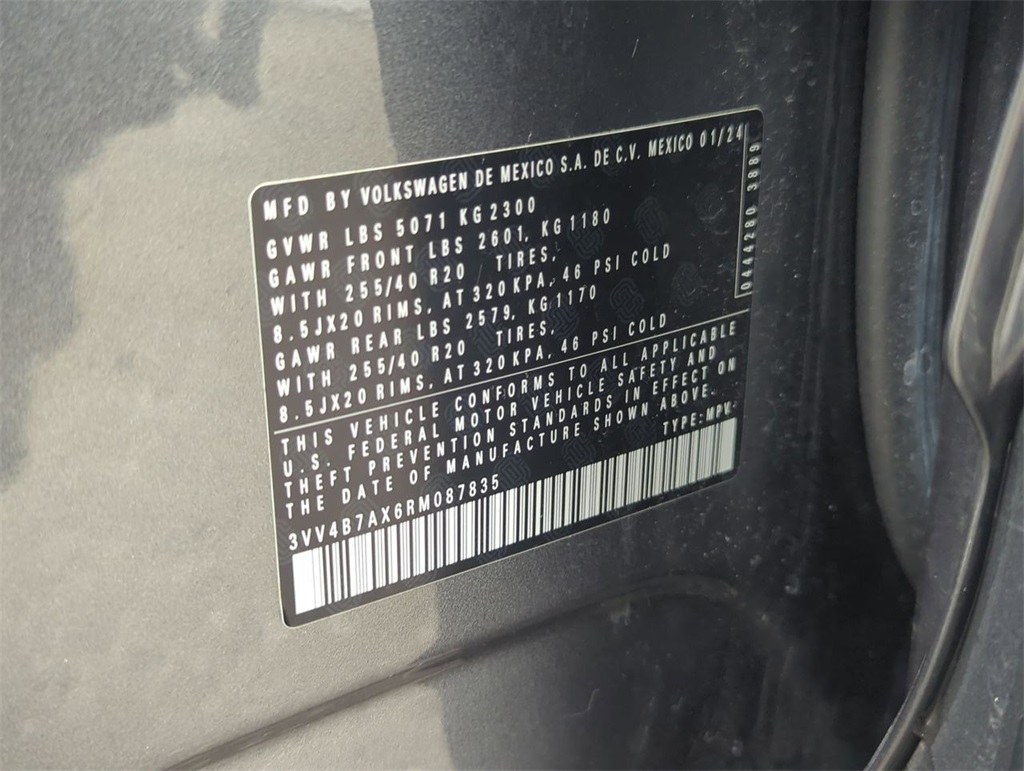 MFD BY VOLKSWAGEN DE MEXICO S.A. DE C.V. MEXICO 01/24
GVWR LBS 5071 KG 2300
GAWR FRONT LBS 2601, KG 1180
WITH 255/40 R20 TIRES,
8.5JX20 RIMS, AT 320 KPA, 46 PSI COLD
GAWR REAR LBS 2579, KG 1170
WITH 255/40 R20 TIRES,
8.5JX20 RIMS, AT 320 KPA, 46 PSI COLD
0444280 3889
THIS VEHICLE CONFORMS TO ALL APPLICABLE
U.S. FEDERAL MOTOR VEHICLE SAFETY AND
THEFT PREVENTION STANDARDS IN EFFECT ON
THE DATE OF MANUFACTURE SHOWN ABOVE.
TYPE: MPV
3VV4B7AX6RM087835